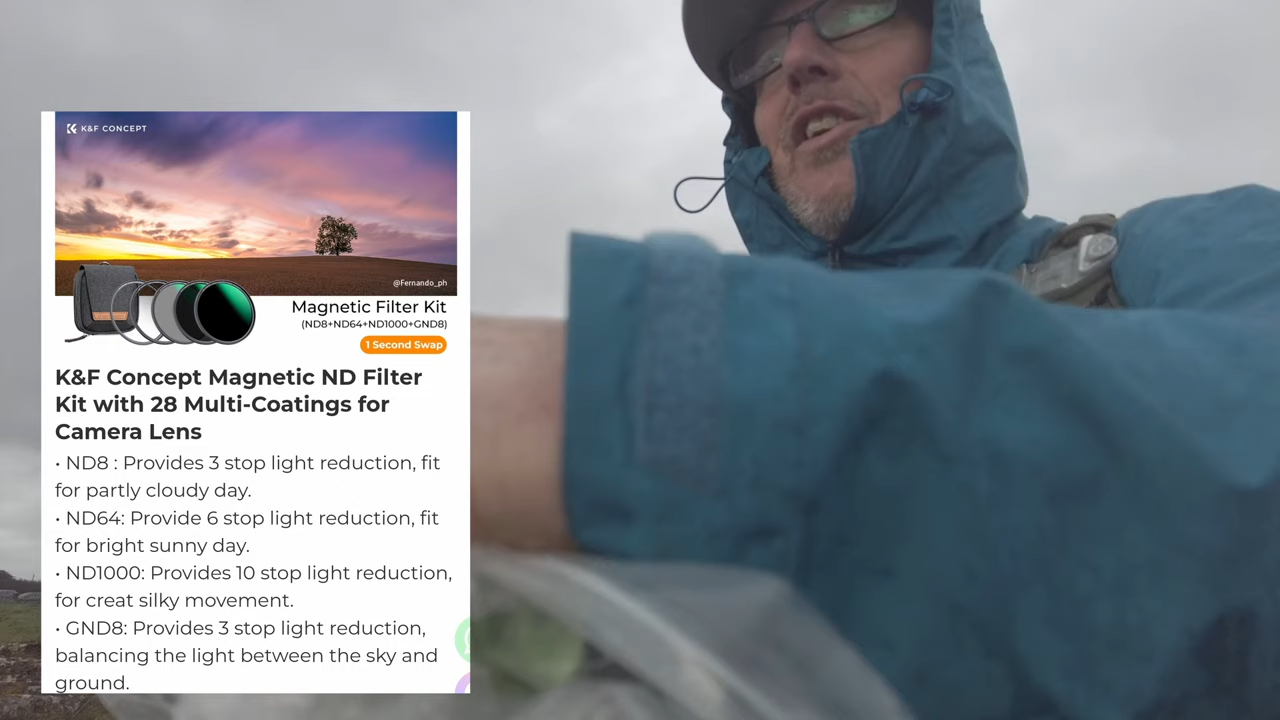 K&F CONCEPT
@Fernando_ph
Magnetic Filter Kit
(ND8+ND64+ND1000+GND8)
1 Second Swap
K&F Concept Magnetic ND Filter
Kit with 28 Multi-Coatings for
Camera Lens
• ND8 : Provides 3 stop light reduction, fit
for partly cloudy day.
• ND64: Provide 6 stop light reduction, fit
for bright sunny day.
• ND1000: Provides 10 stop light reduction,
for creat silky movement.
• GND8: Provides 3 stop light reduction,
balancing the light between the sky and
ground.